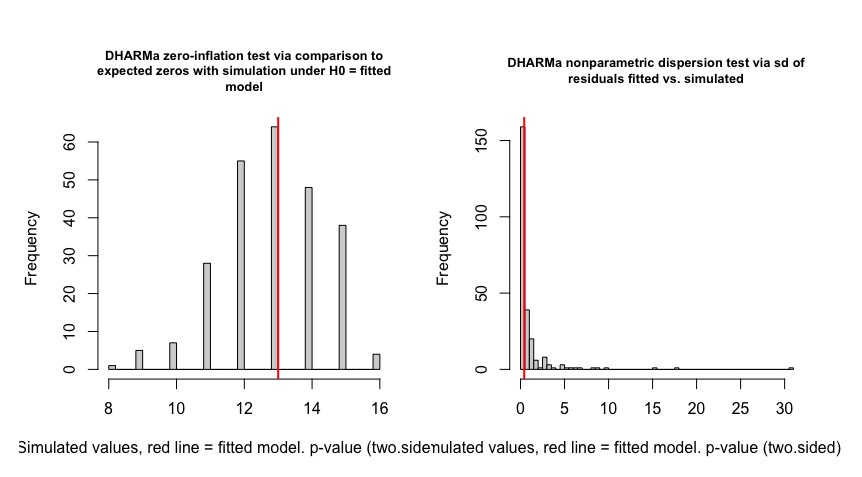 DHARMa zero-inflation test via comparison to
expected zeros with simulation under H0 = fitted
model
Frequency
0
10
20
30
40
50
60
8
10
12
14
16
Simulated values, red line = fitted model. p-value (two.side
DHARMa nonparametric dispersion test via sd of
residuals fitted vs. simulated
Frequency
0
50
100
150
0
5
10
15
20
25
30
nulated values, red line = fitted model. p-value (two.sided)